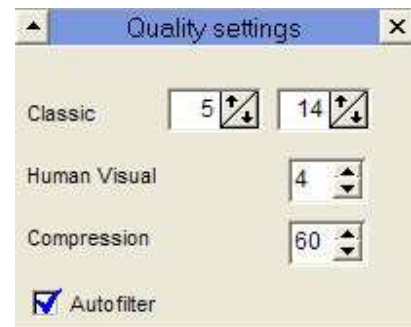 Quality settings
Classic 5 14
Human Visual 4
Compression 60
Autofilter